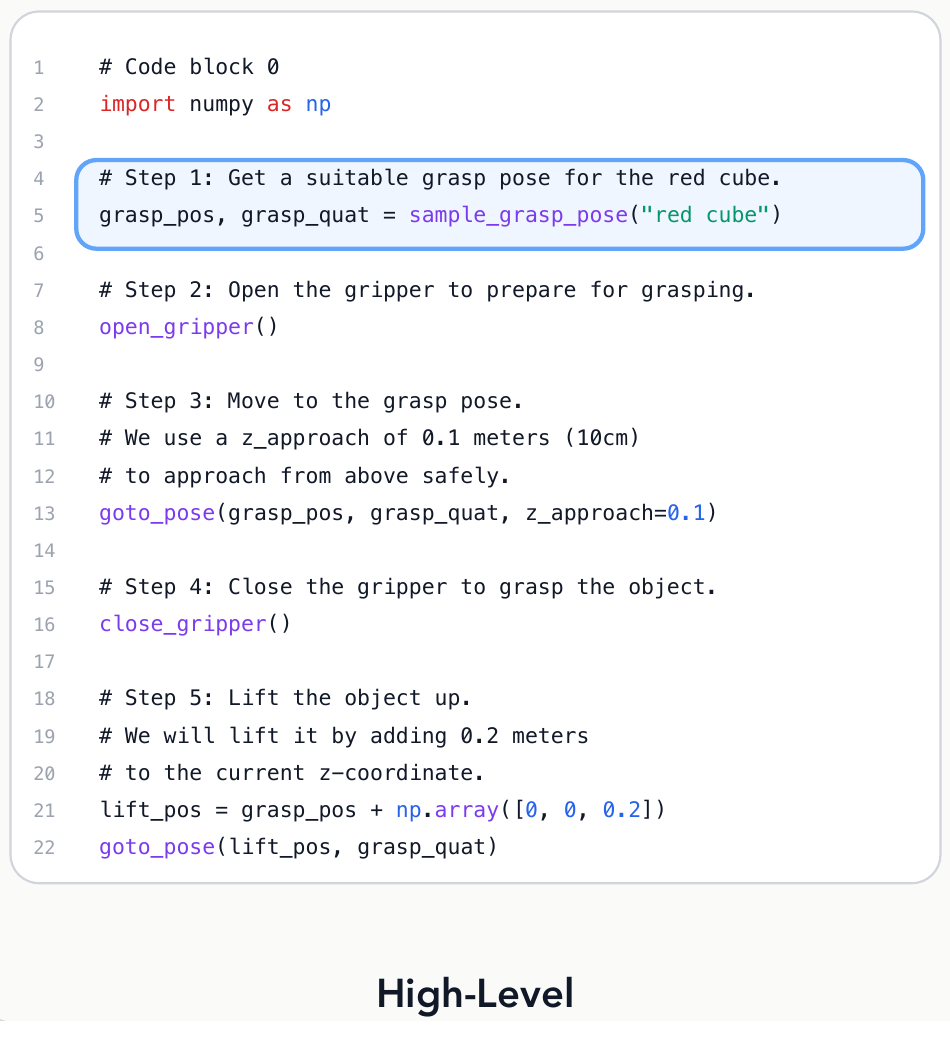 1 # Code block 0
2 import numpy as np
3
4 # Step 1: Get a suitable grasp pose for the red cube.
5 grasp_pos, grasp_quat = sample_grasp_pose("red cube")
6
7 # Step 2: Open the gripper to prepare for grasping.
8 open_gripper()
9
10 # Step 3: Move to the grasp pose.
11 # We use a z_approach of 0.1 meters (10cm)
12 # to approach from above safely.
13 goto_pose(grasp_pos, grasp_quat, z_approach=0.1)
14
15 # Step 4: Close the gripper to grasp the object.
16 close_gripper()
17
18 # Step 5: Lift the object up.
19 # We will lift it by adding 0.2 meters
20 # to the current z-coordinate.
21 lift_pos = grasp_pos + np.array([0, 0, 0.2])
22 goto_pose(lift_pos, grasp_quat)
High-Level